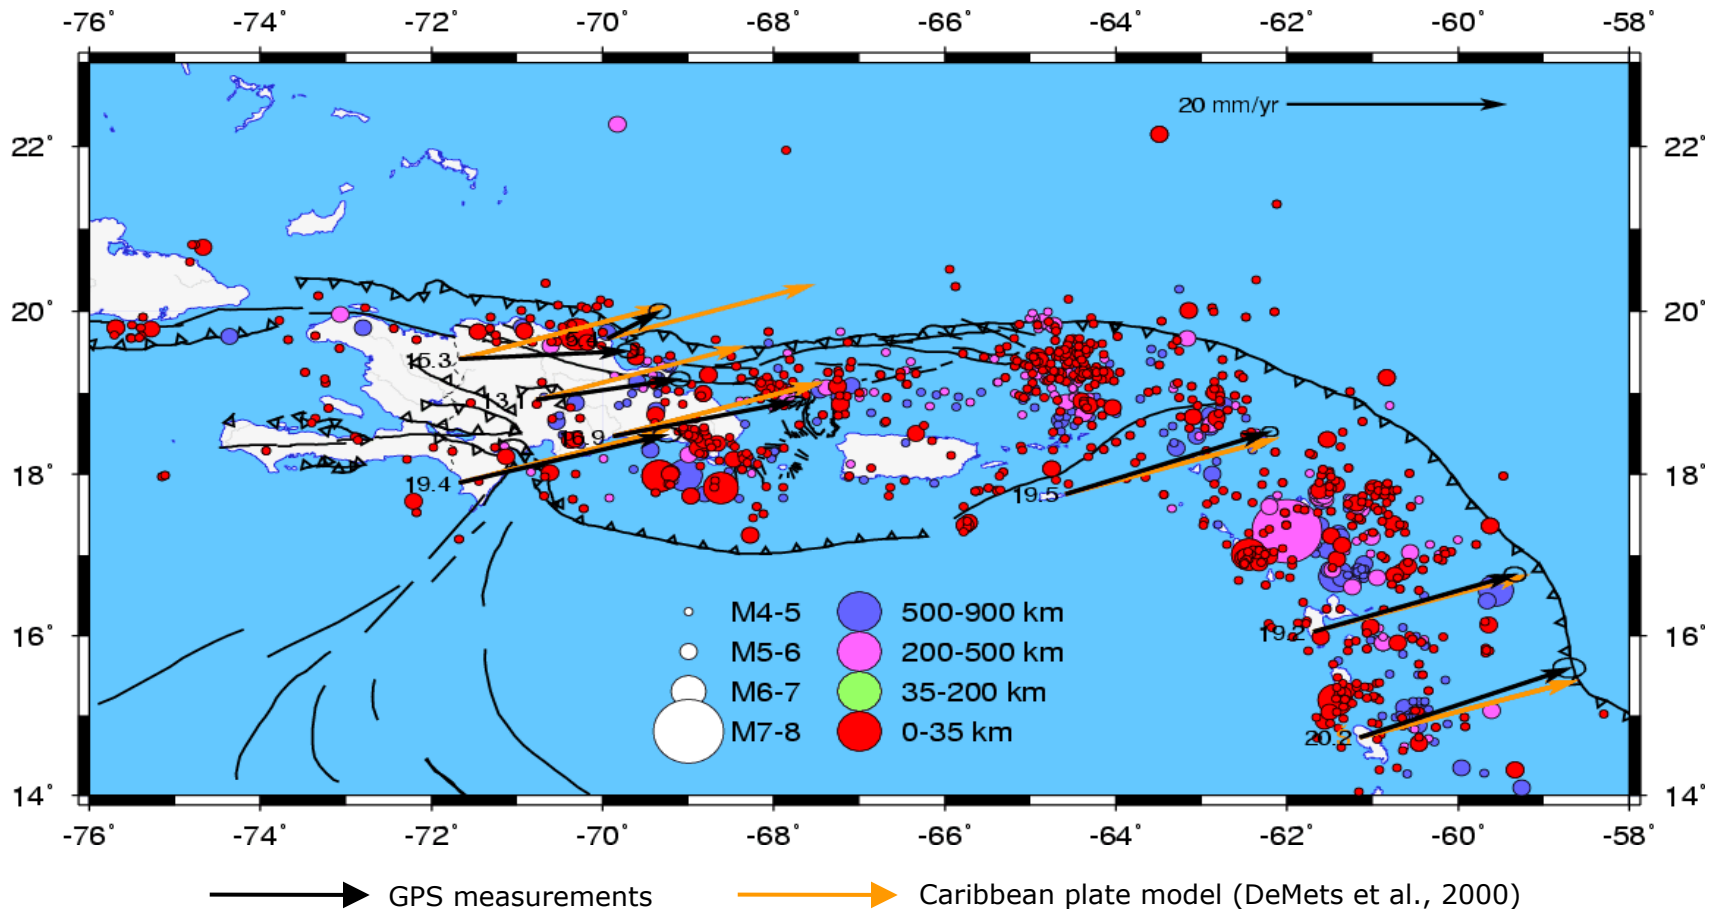 -76° -74° -72° -70° -68° -66° -64° -62° -60° -58°
20 mm/yr
22° 22°
20° 20°
15.3
13.1
16.9
18° 18°
19.4
19.5
M4-5 500-900 km
16° 16°
19.2
M5-6 200-500 km
M6-7 35-200 km
M7-8 0-35 km
20.2
14° 14°
-76° -74° -72° -70° -68° -66° -64° -62° -60° -58°
GPS measurements Caribbean plate model (DeMets et al., 2000)